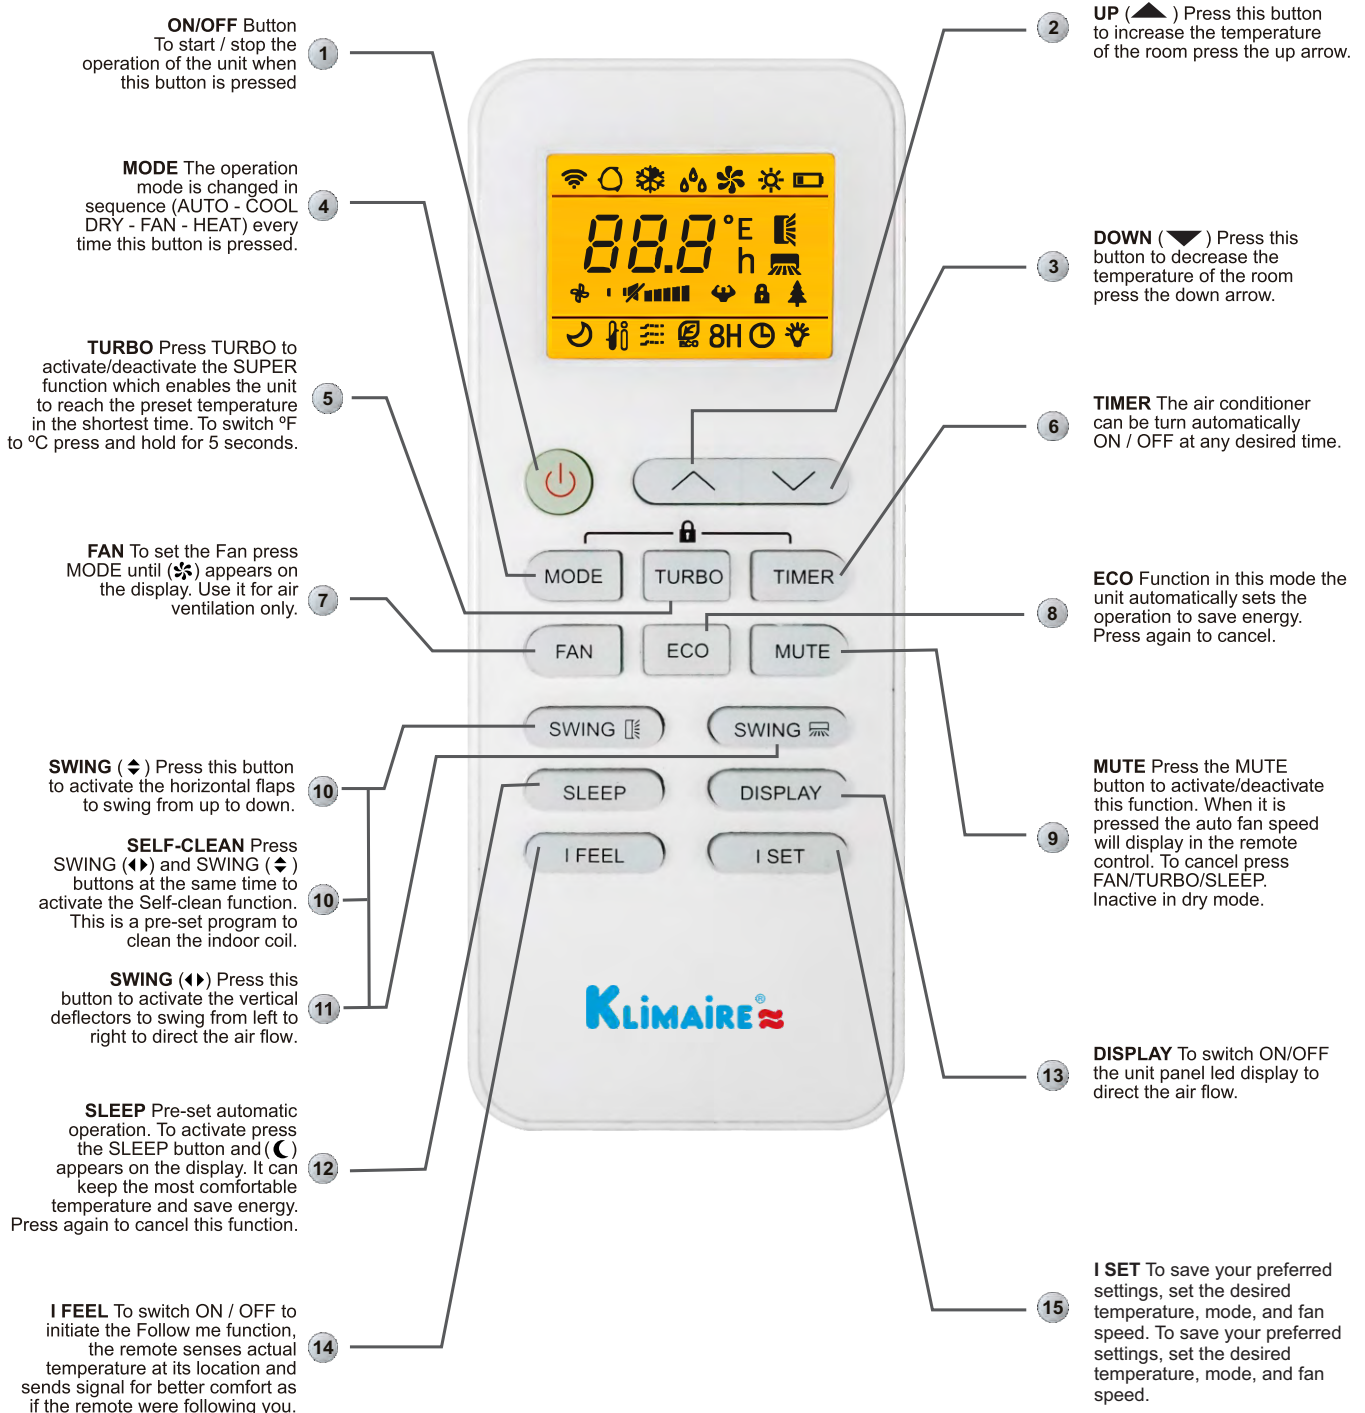 ON/OFF Button
To start / stop the
operation of the unit when
this button is pressed
1
2
UP ( ) Press this button
to increase the temperature
of the room press the up arrow.
MODE The operation
mode is changed in
sequence (AUTO - COOL
DRY - FAN - HEAT) every
time this button is pressed.
4
DOWN ( ) Press this
button to decrease the
temperature of the room
press the down arrow.
3
88.8°E
h
ECO
8H
TURBO Press TURBO to
activate/deactivate the SUPER
function which enables the unit
to reach the preset temperature
in the shortest time. To switch ºF
to ºC press and hold for 5 seconds.
5
TIMER The air conditioner
can be turn automatically
ON / OFF at any desired time.
6
FAN To set the Fan press
MODE until ( ) appears on
the display. Use it for air
ventilation only.
7
MODE
TURBO
TIMER
ECO Function in this mode the
unit automatically sets the
operation to save energy.
Press again to cancel.
8
FAN
ECO
MUTE
SWING
SWING
SLEEP
DISPLAY
I FEEL
I SET
SWING ( ) Press this button
to activate the horizontal flaps
to swing from up to down.
10
SELF-CLEAN Press
SWING ( ) and SWING ( )
buttons at the same time to
activate the Self-clean function.
This is a pre-set program to
clean the indoor coil.
10
SWING ( ) Press this
button to activate the vertical
deflectors to swing from left to
right to direct the air flow.
11
MUTE Press the MUTE
button to activate/deactivate
this function. When it is
pressed the auto fan speed
will display in the remote
control. To cancel press
FAN/TURBO/SLEEP.
Inactive in dry mode.
9
KLIMAIRE®
DISPLAY To switch ON/OFF
the unit panel led display to
direct the air flow.
13
SLEEP Pre-set automatic
operation. To activate press
the SLEEP button and ( )
appears on the display. It can
keep the most comfortable
temperature and save energy.
Press again to cancel this function.
12
I FEEL To switch ON / OFF to
initiate the Follow me function,
the remote senses actual
temperature at its location and
sends signal for better comfort as
if the remote were following you.
14
I SET To save your preferred
settings, set the desired
temperature, mode, and fan
speed. To save your preferred
settings, set the desired
temperature, mode, and fan
speed.
15